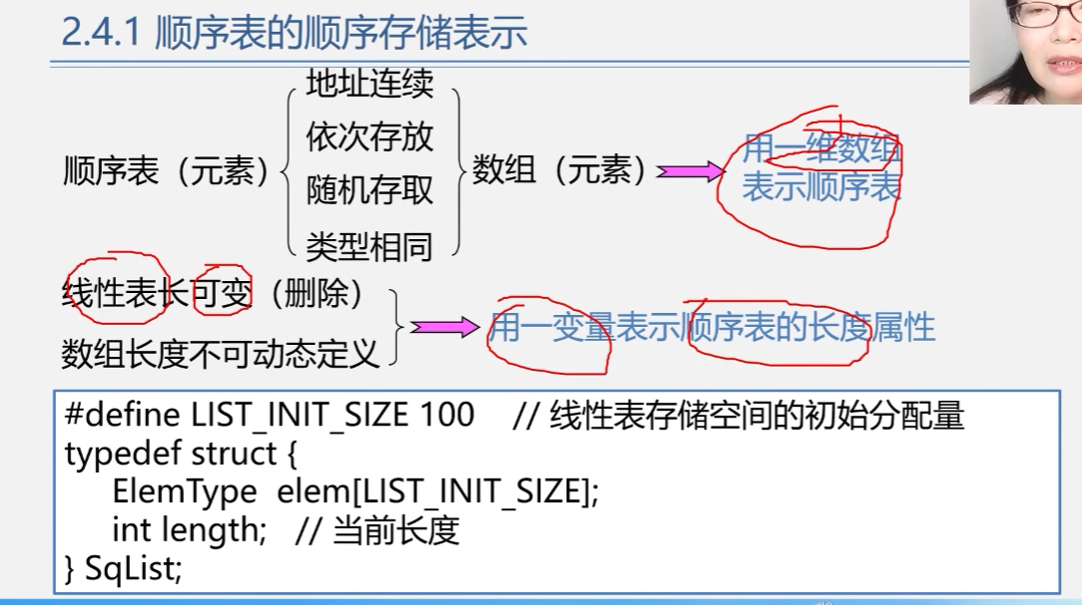 2.4.1 顺序表的顺序存储表示
顺序表（元素）
地址连续
依次存放
随机存取
类型相同
数组（元素）
用一维数组
表示顺序表
线性表长可变（删除）
数组长度不可动态定义
用一变量表示顺序表的长度属性
#define LIST_INIT_SIZE 100 // 线性表存储空间的初始分配量
typedef struct {
ElemType elem[LIST_INIT_SIZE];
int length; // 当前长度
} SqList;